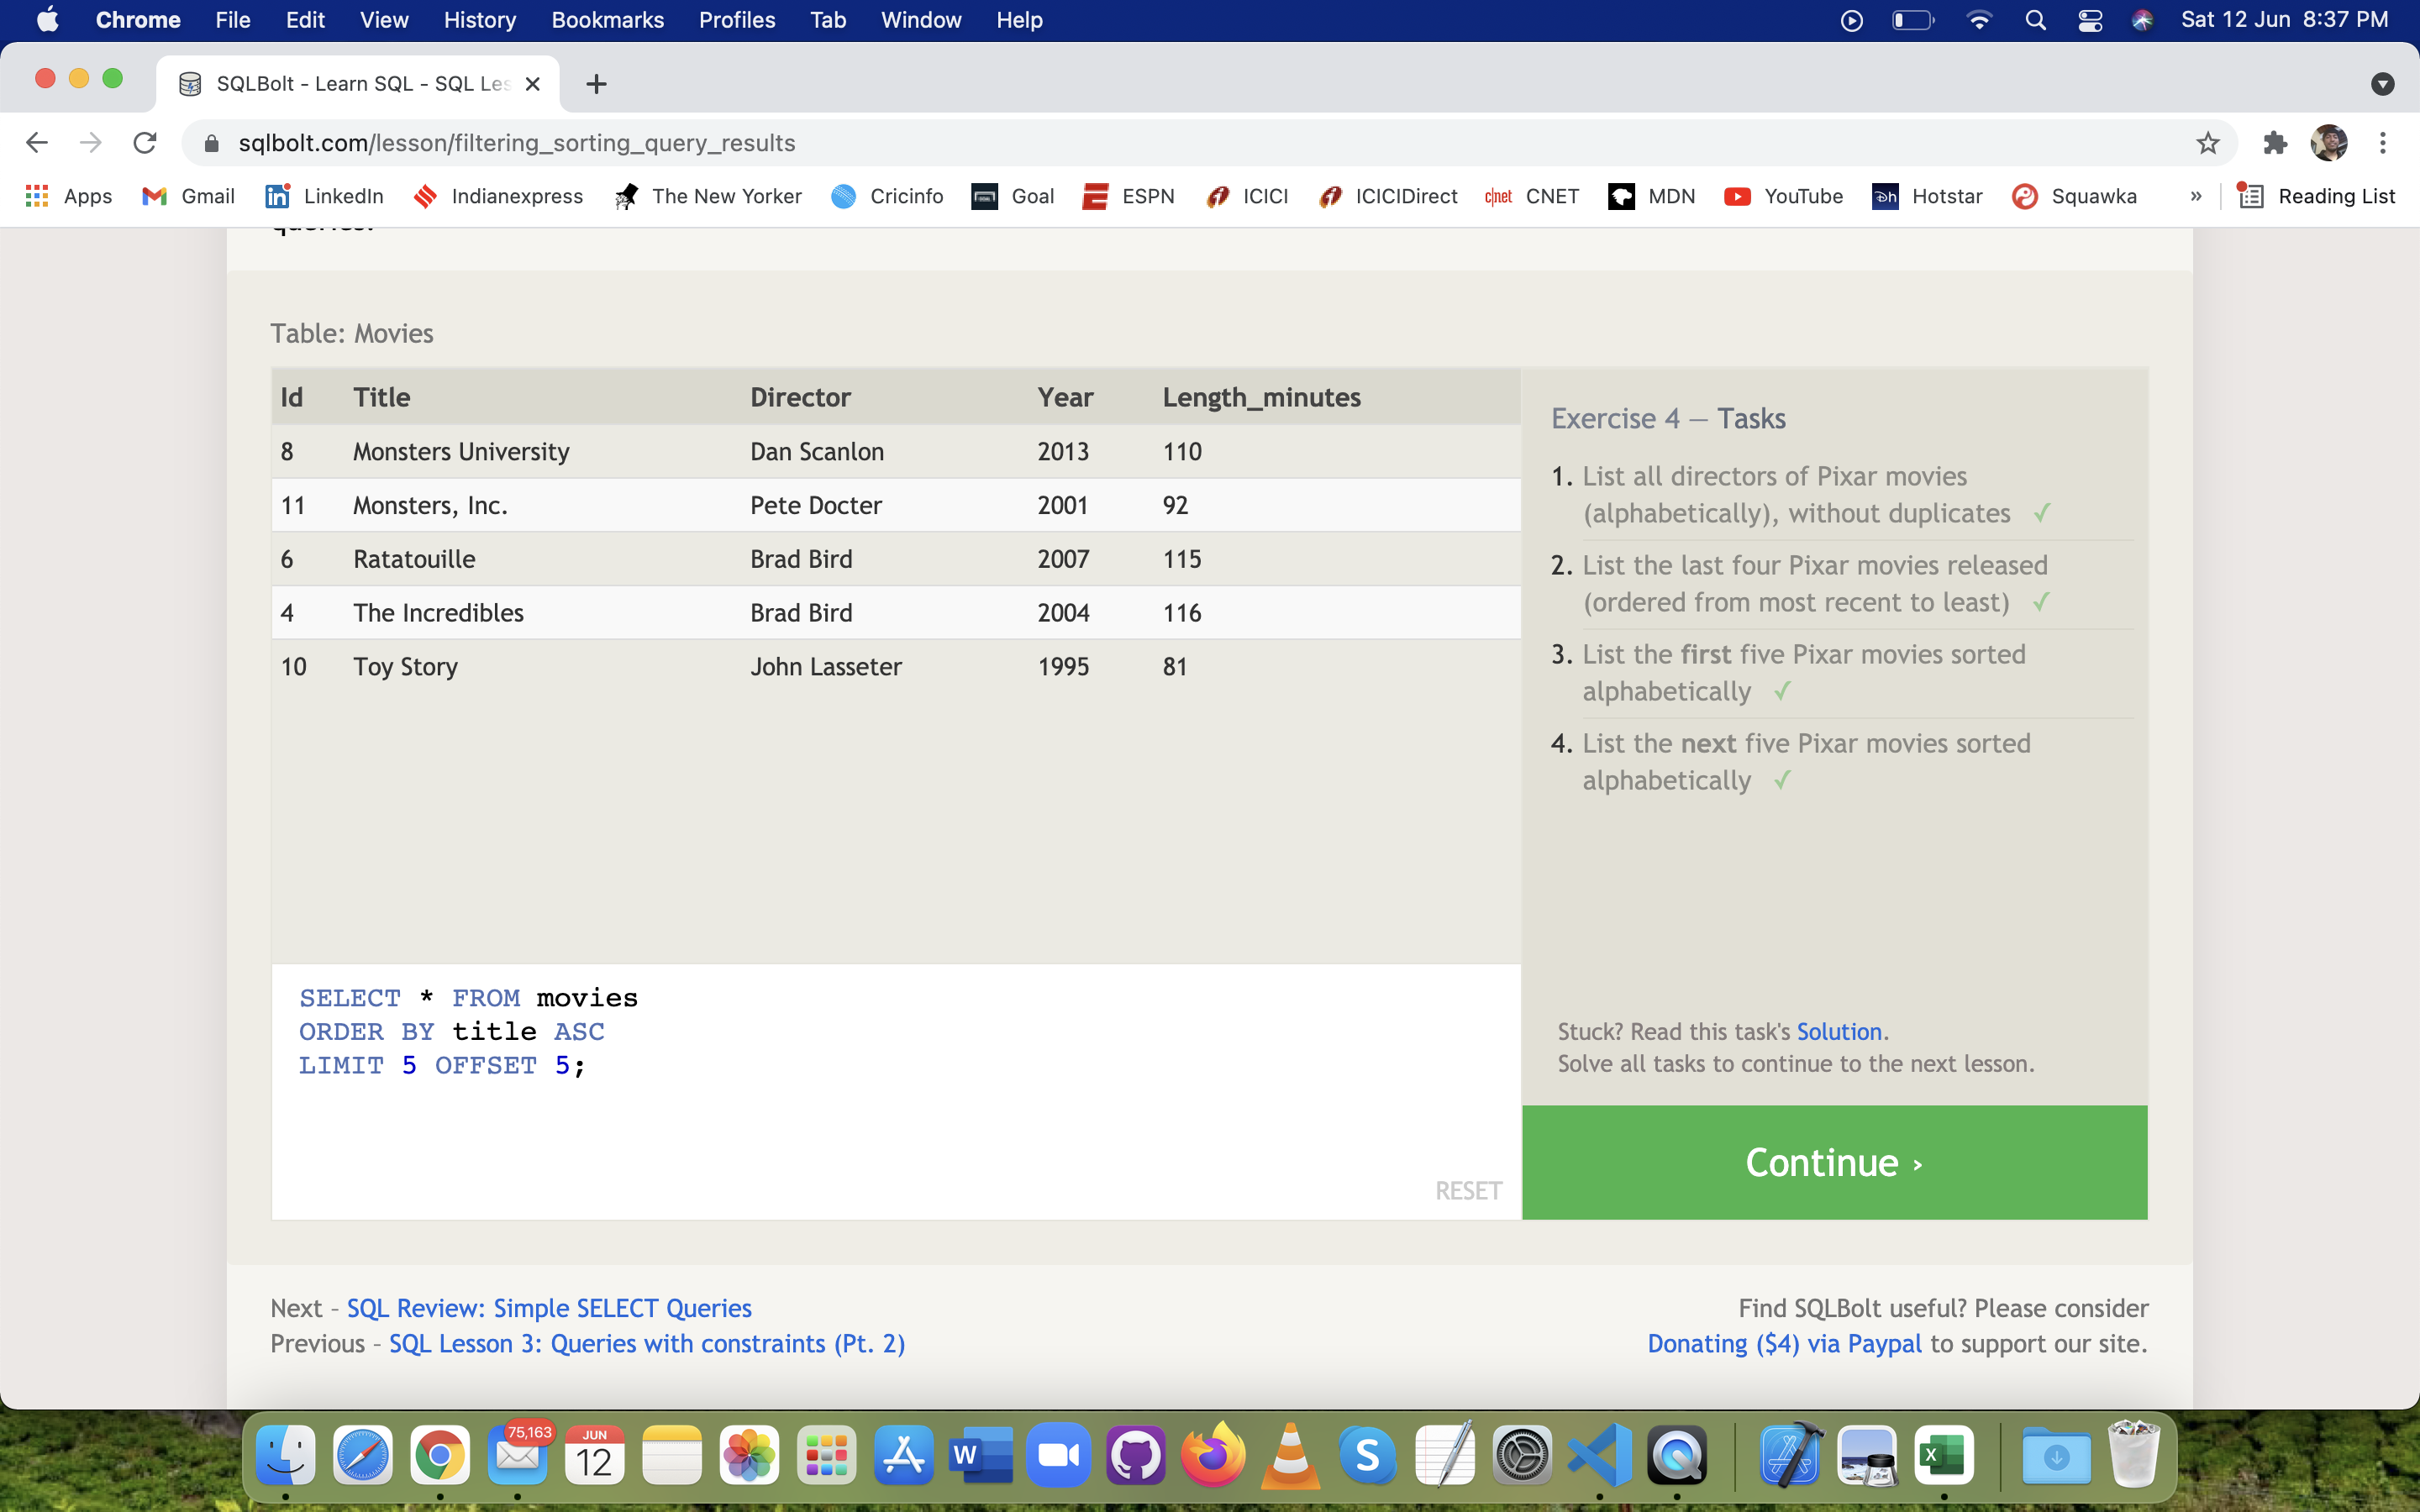 Chrome File Edit View History Bookmarks Profiles Tab Window Help Sat 12 Jun 8:37 PM
SQLBolt - Learn SQL - SQL Les
sqlbolt.com/lesson/filtering_sorting_query_results
Apps Gmail LinkedIn Indianexpress The New Yorker Cricinfo Goal ESPN ICICI ICICIDirect CNET MDN YouTube Hotstar Squawka » Reading List
queries.
Table: Movies
Id Title Director Year Length_minutes
8 Monsters University Dan Scanlon 2013 110
11 Monsters, Inc. Pete Docter 2001 92
6 Ratatouille Brad Bird 2007 115
4 The Incredibles Brad Bird 2004 116
10 Toy Story John Lasseter 1995 81
Exercise 4 — Tasks
1. List all directors of Pixar movies
(alphabetically), without duplicates ✓
2. List the last four Pixar movies released
(ordered from most recent to least) ✓
3. List the first five Pixar movies sorted
alphabetically ✓
4. List the next five Pixar movies sorted
alphabetically ✓
SELECT * FROM movies
ORDER BY title ASC
LIMIT 5 OFFSET 5;
RESET
Stuck? Read this task's Solution.
Solve all tasks to continue to the next lesson.
Continue ›
Next – SQL Review: Simple SELECT Queries
Previous – SQL Lesson 3: Queries with constraints (Pt. 2)
Find SQLBolt useful? Please consider
Donating ($4) via Paypal to support our site.
75,163
JUN
12
W
S
X